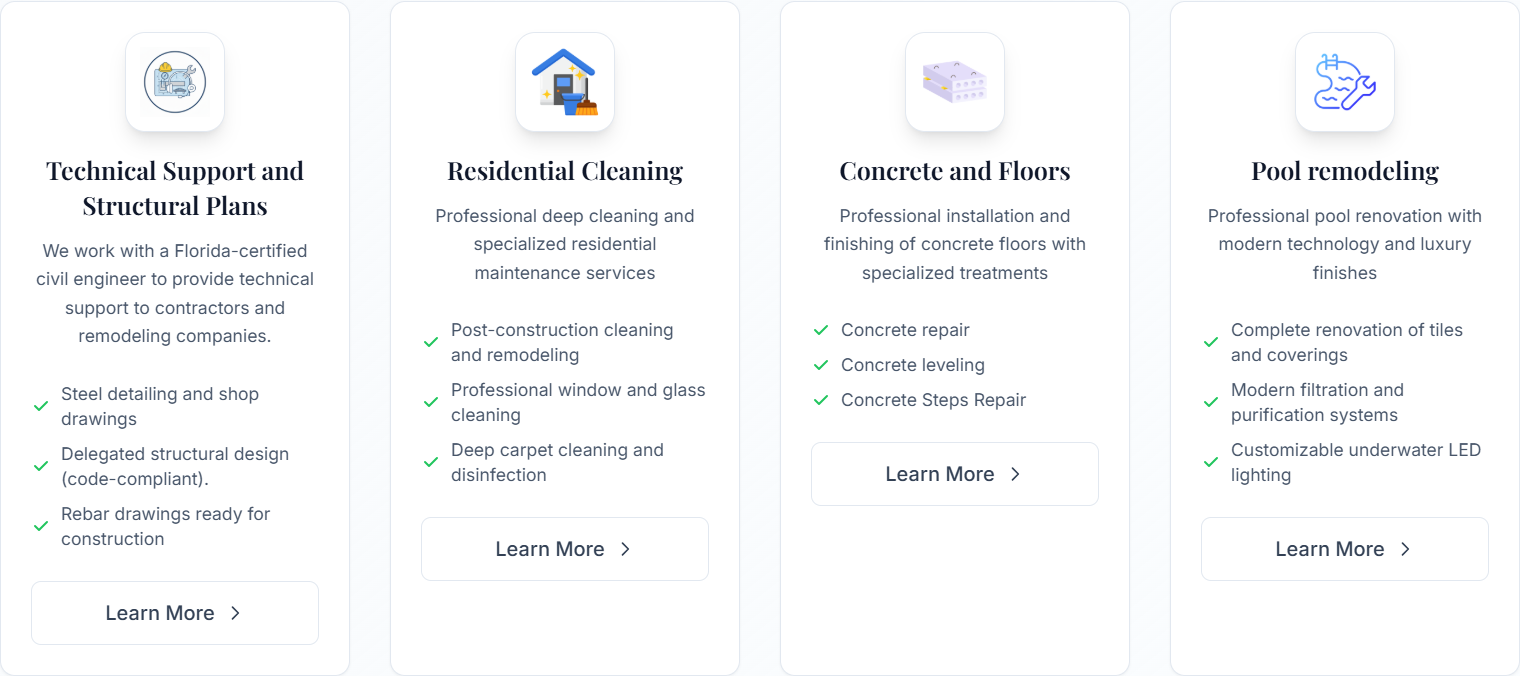 Technical Support and
Structural Plans
We work with a Florida-certified
civil engineer to provide technical
support to contractors and
remodeling companies.
Steel detailing and shop
drawings
Delegated structural design
(code-compliant).
Rebar drawings ready for
construction
Learn More
Residential Cleaning
Professional deep cleaning and
specialized residential
maintenance services
Post-construction cleaning
and remodeling
Professional window and glass
cleaning
Deep carpet cleaning and
disinfection
Learn More
Concrete and Floors
Professional installation and
finishing of concrete floors with
specialized treatments
Concrete repair
Concrete leveling
Concrete Steps Repair
Learn More
Pool remodeling
Professional pool renovation with
modern technology and luxury
finishes
Complete renovation of tiles
and coverings
Modern filtration and
purification systems
Customizable underwater LED
lighting
Learn More